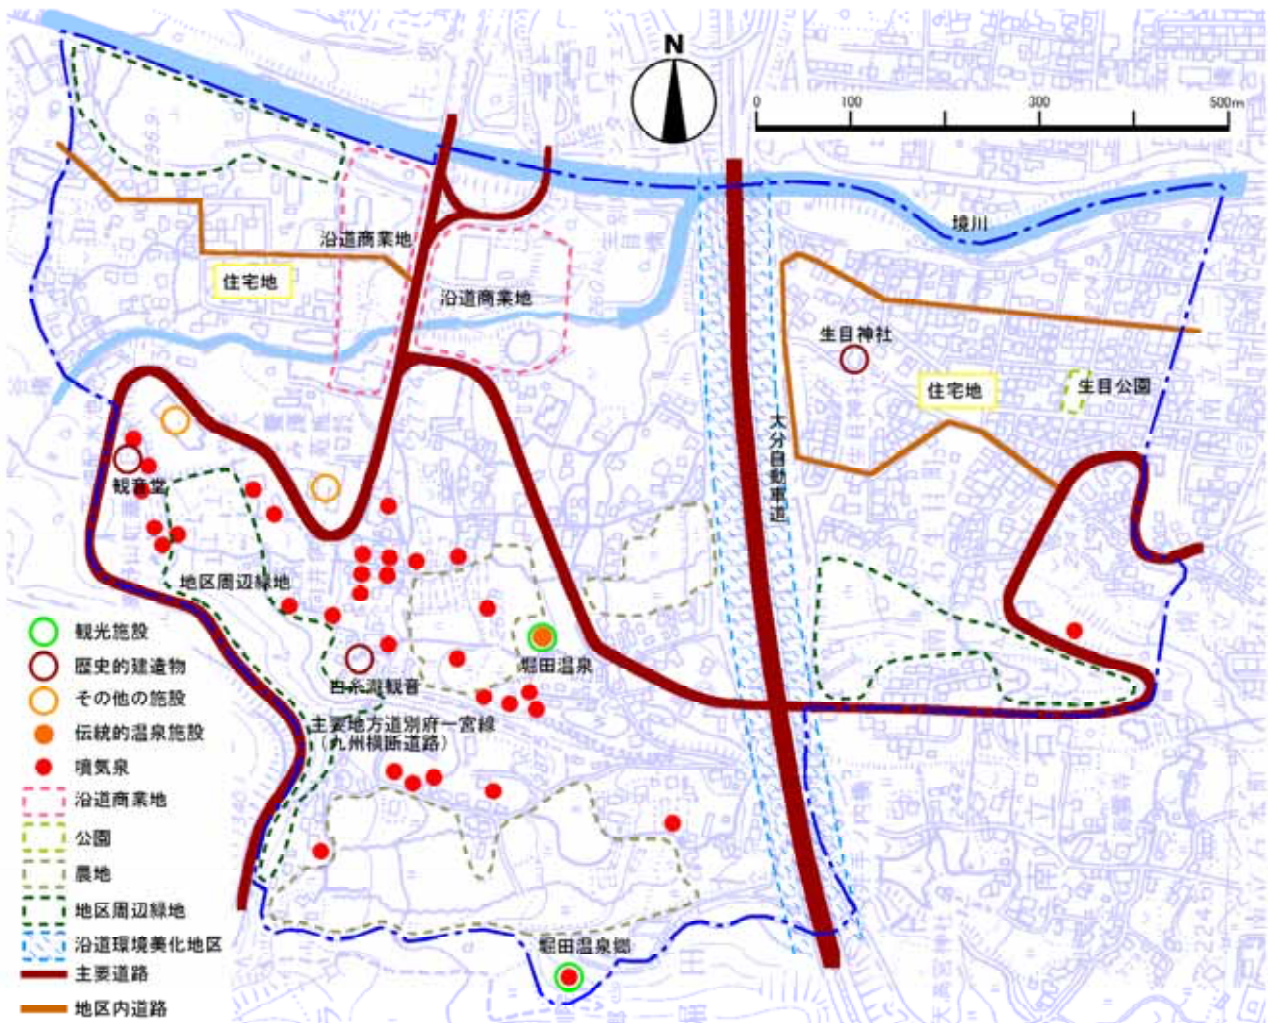 N
0 100 300 500m
境川
沿道商業地
住宅地
沿道商業地
生目神社
住宅地
生目公園
大分自動車道
観音堂
地区周辺緑地
堀田温泉
白糸滝観音
主要地方道別府一宮線
(九州横断道路)
堀田温泉郷
観光施設
歴史的建造物
その他の施設
伝統的温泉施設
噴気泉
沿道商業地
公園
農地
地区周辺緑地
沿道環境美化地区
主要道路
地区内道路